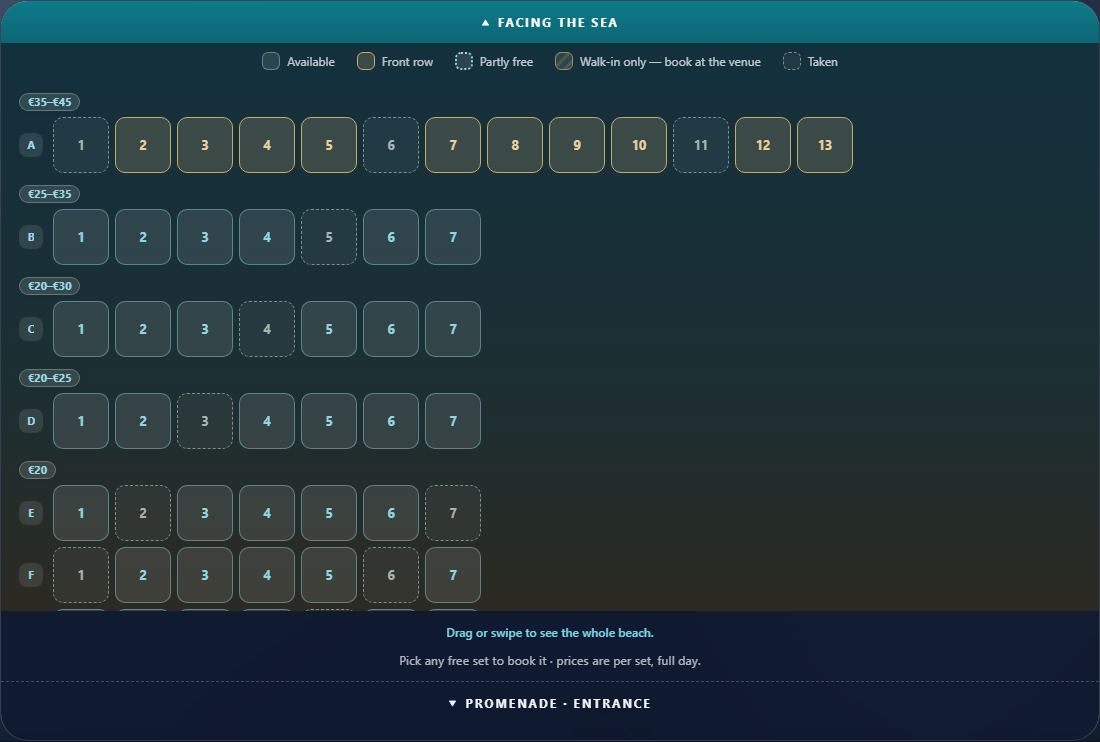 ▲ FACING THE SEA
Available Front row Partly free Walk-in only — book at the venue Taken
€35–€45
A 1 2 3 4 5 6 7 8 9 10 11 12 13
€25–€35
B 1 2 3 4 5 6 7
€20–€30
C 1 2 3 4 5 6 7
€20–€25
D 1 2 3 4 5 6 7
€20
E 1 2 3 4 5 6 7
F 1 2 3 4 5 6 7
Drag or swipe to see the whole beach.
Pick any free set to book it · prices are per set, full day.
▼ PROMENADE · ENTRANCE